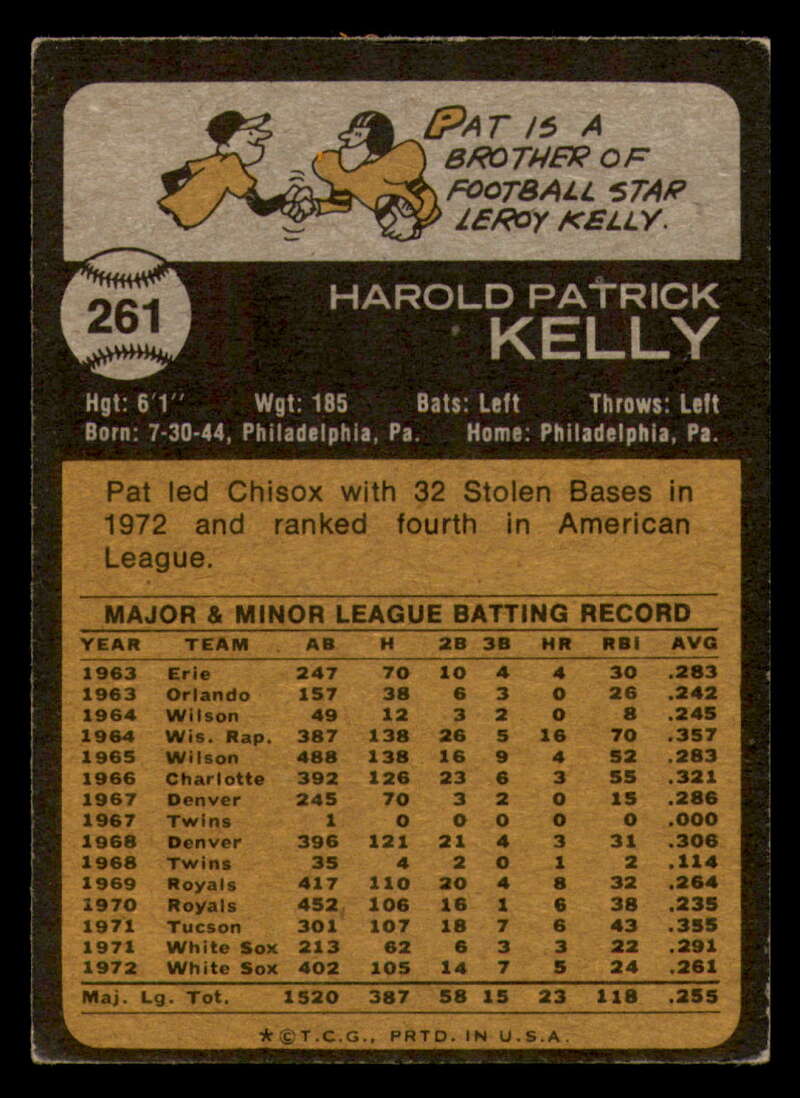 PAT IS A
BROTHER OF
FOOTBALL STAR
LEROY KELLY.
261
HAROLD PATRICK
KELLY
Hgt: 6'1" Wgt: 185 Bats: Left Throws: Left
Born: 7-30-44, Philadelphia, Pa. Home: Philadelphia, Pa.
Pat led Chisox with 32 Stolen Bases in
1972 and ranked fourth in American
League.
MAJOR & MINOR LEAGUE BATTING RECORD
YEAR TEAM AB H 2B 3B HR RBI AVG
1963 Erie 247 70 10 4 4 30 .283
1963 Orlando 157 38 6 3 0 26 .242
1964 Wilson 49 12 3 2 0 8 .245
1964 Wis. Rap. 387 138 26 5 16 70 .357
1965 Wilson 488 138 16 9 4 52 .283
1966 Charlotte 392 126 23 6 3 55 .321
1967 Denver 245 70 3 2 0 15 .286
1967 Twins 1 0 0 0 0 0 .000
1968 Denver 396 121 21 4 3 31 .306
1968 Twins 35 4 2 0 1 2 .114
1969 Royals 417 110 20 4 8 32 .264
1970 Royals 452 106 16 1 6 38 .235
1971 Tucson 301 107 18 7 6 43 .355
1971 White Sox 213 62 6 3 3 22 .291
1972 White Sox 402 105 14 7 5 24 .261
Maj. Lg. Tot. 1520 387 58 15 23 118 .255
*©T.C.G., PRTD. IN U.S.A.